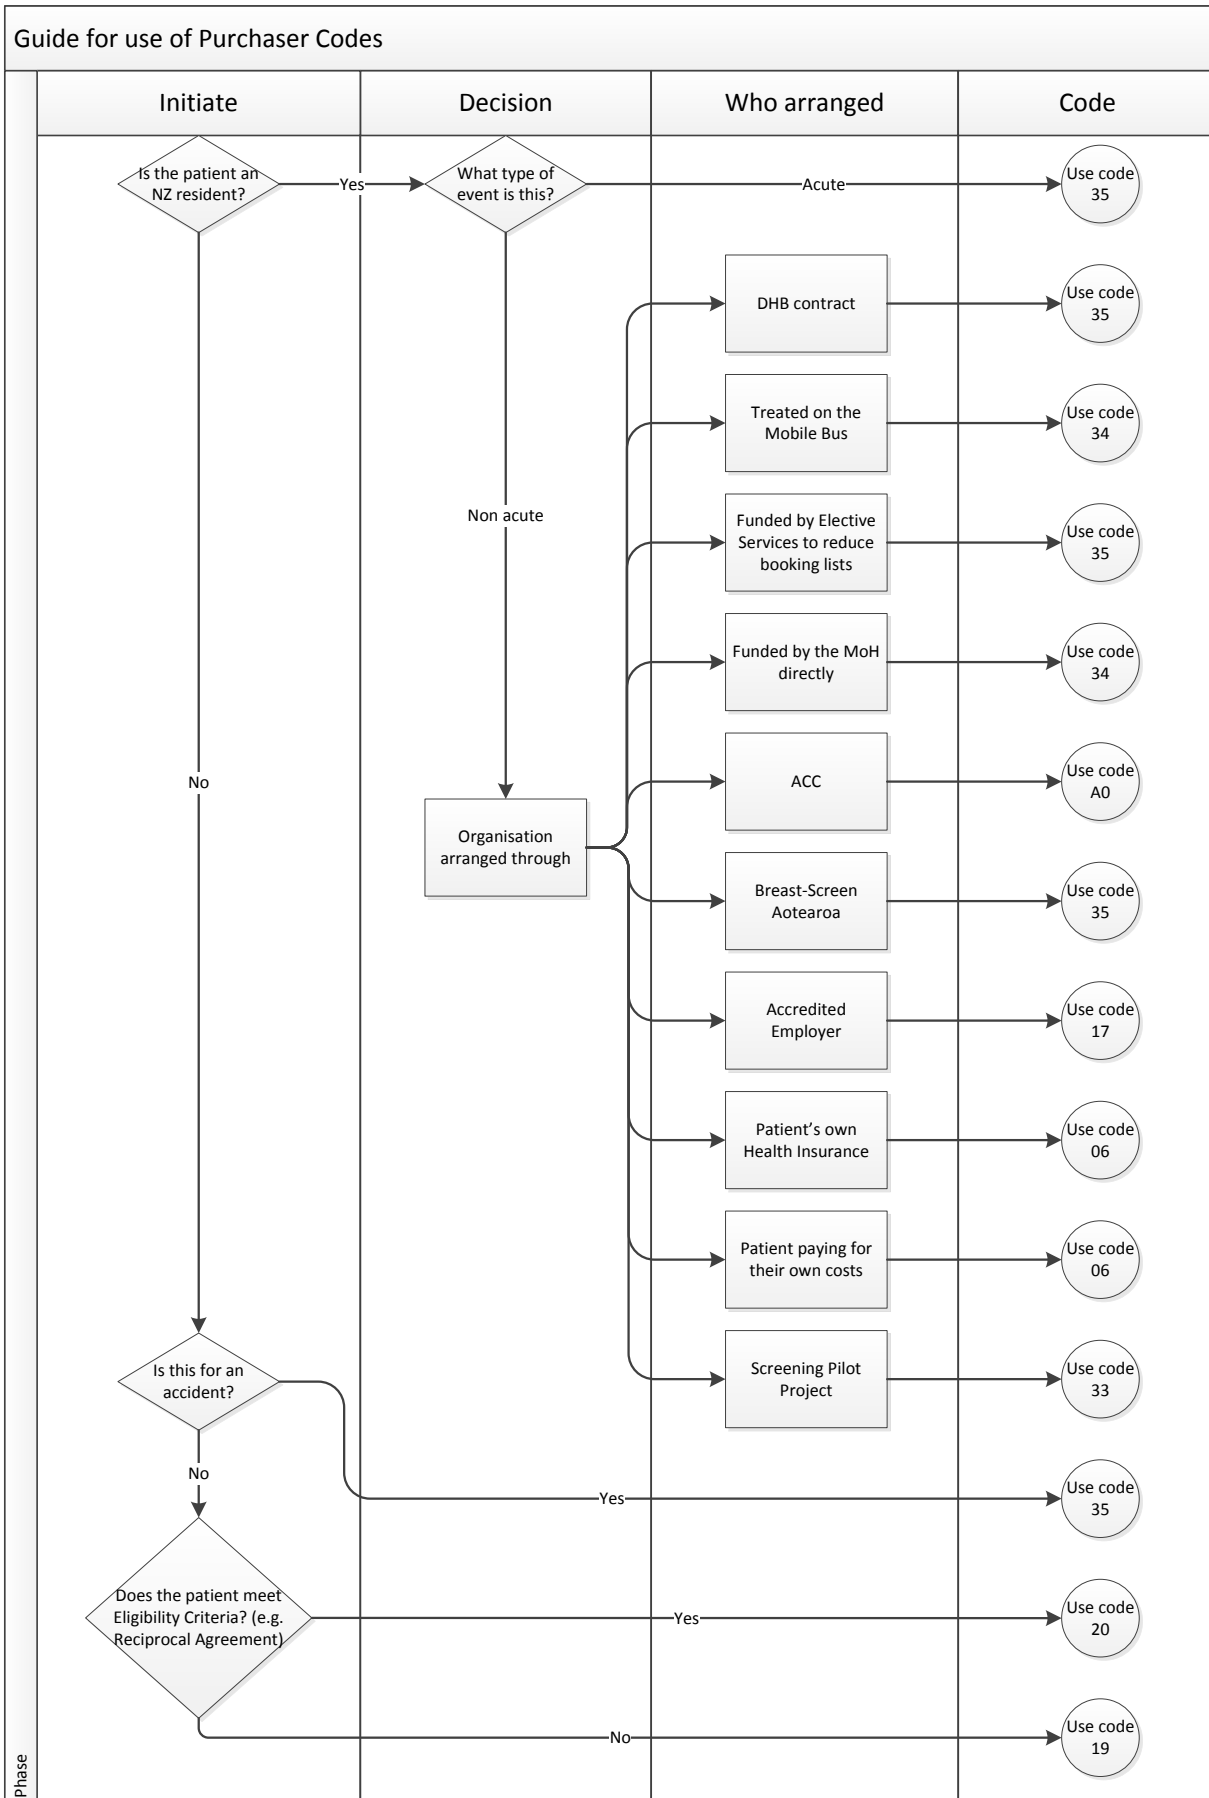 Guide for use of Purchaser Codes
Initiate
Decision
Who arranged
Code
Is the patient an
NZ resident?
Yes
What type of
event is this?
Acute
Use code
35
DHB contract
Use code
35
Treated on the
Mobile Bus
Use code
34
Non acute
Funded by Elective
Services to reduce
booking lists
Use code
35
Funded by the MoH
directly
Use code
34
No
ACC
Use code
A0
Organisation
arranged through
Breast-Screen
Aotearoa
Use code
35
Accredited
Employer
Use code
17
Patient's own
Health Insurance
Use code
06
Patient paying for
their own costs
Use code
06
Is this for an
accident?
Screening Pilot
Project
Use code
33
No
Yes
Use code
35
Does the patient meet
Eligibility Criteria? (e.g.
Reciprocal Agreement)
Yes
Use code
20
No
Use code
19
Phase